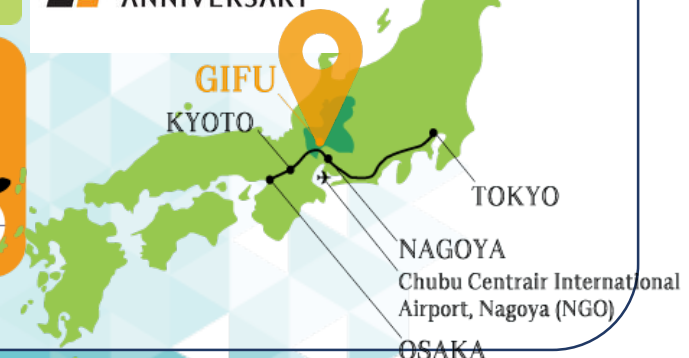 ANNIVERSARY
GIFU
KYOTO
TOKYO
NAGOYA
Chubu Centrair International
Airport, Nagoya (NGO)
OSAKA